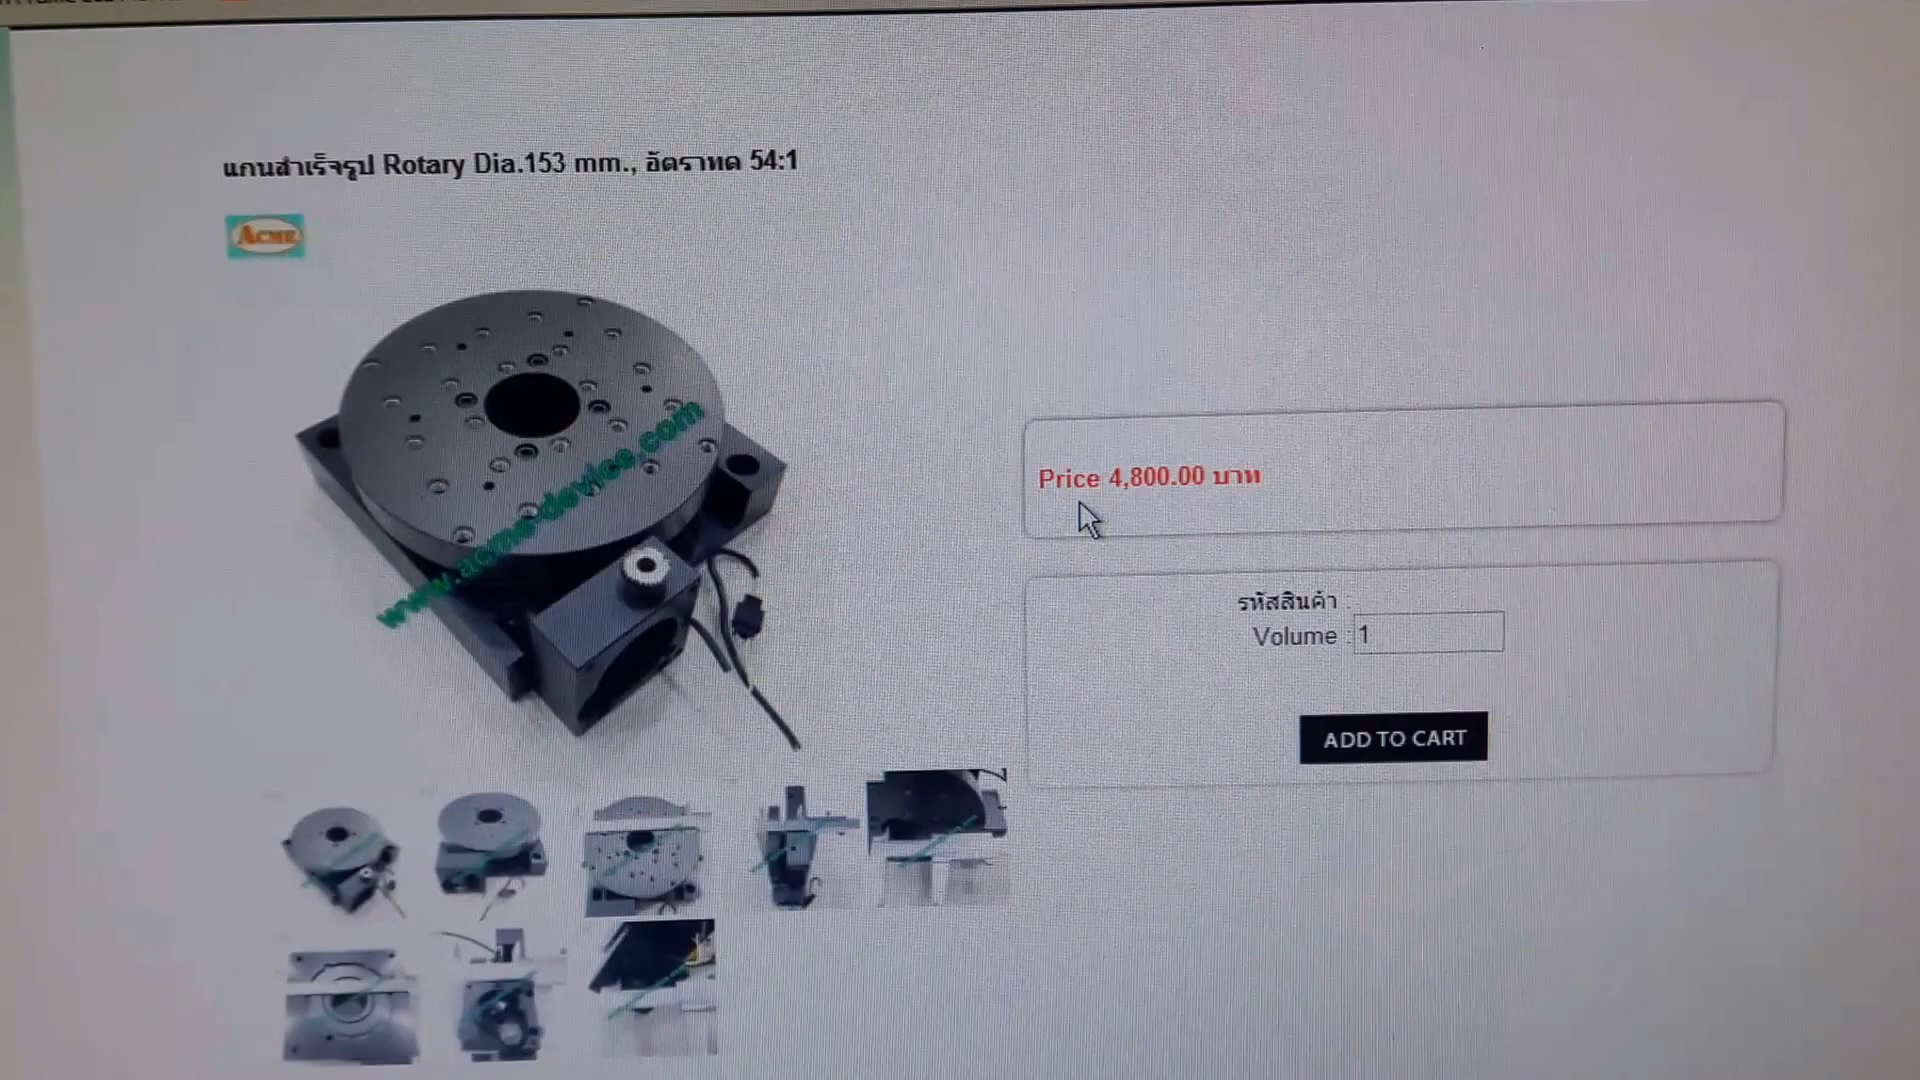 แกนสำเร็จรูป Rotary Dia.153 mm., อัตราทด 54:1
ACME
www.acme-device.com
Price 4,800.00 บาท
รหัสสินค้า :
Volume : 1
ADD TO CART